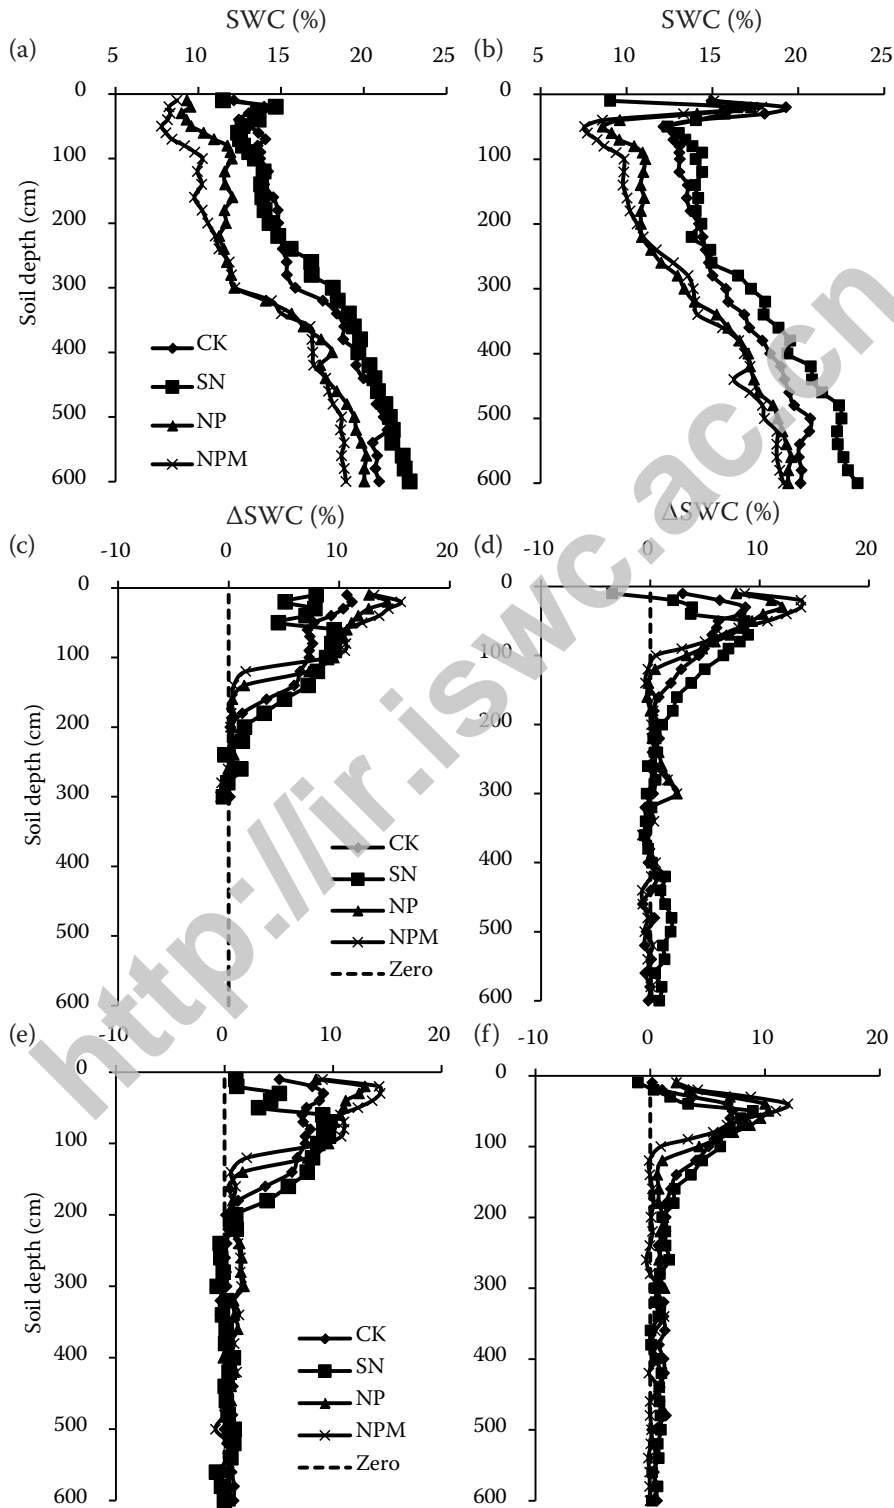 SWC (%) SWC (%)
(a) (b)
5 10 15 20 25 5 10 15 20 25
0 0
100 100
200 200
300 300
400 400
500 500
600 600
Soil depth (cm)
CK
SN
NP
NPM
ΔSWC (%) ΔSWC (%)
(c) (d)
-10 0 10 20 -10 0 10 20
0 0
100 100
200 200
300 300
400 400
500 500
600 600
Soil depth (cm)
CK
SN
NP
NPM
Zero
(e) (f)
-10 0 10 20 -10 0 10 20
0 0
100 100
200 200
300 300
400 400
500 500
600 600
Soil depth (cm)
CK
SN
NP
NPM
Zero
http://ir.iswc.ac.cn